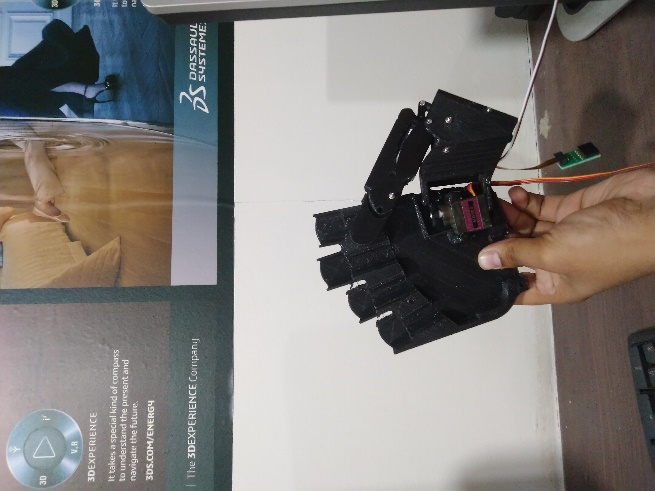 DASSAULT
SYSTEMES
3DEXPERIENCE
It takes a special kind of compass
to understand the present and
navigate the future.
3DS.COM/ENERGY
| The 3DEXPERIENCE Company
3D
V.R